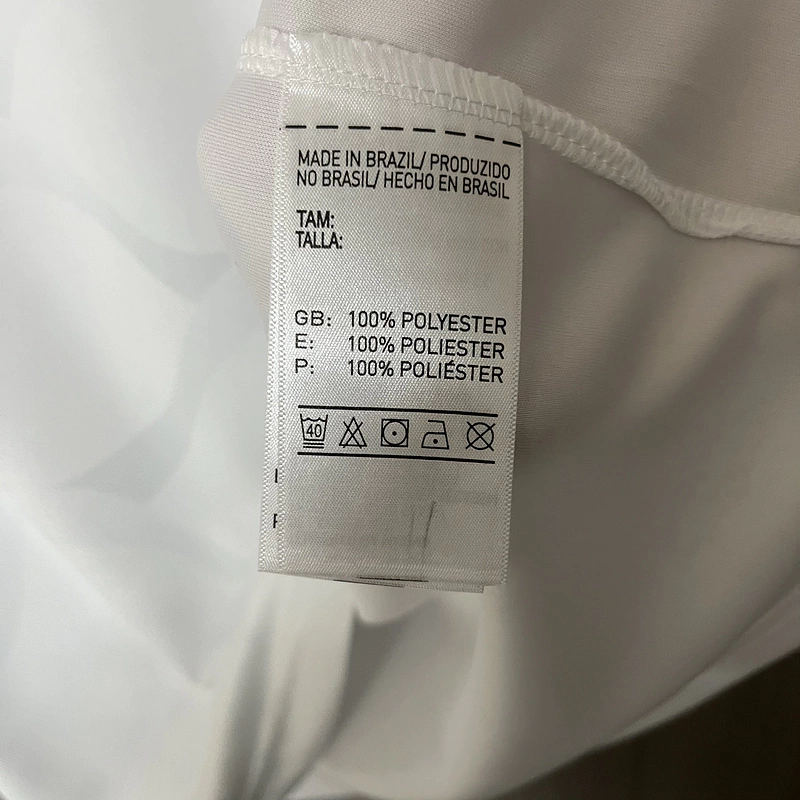 MADE IN BRAZIL/ PRODUZIDO
NO BRASIL/ HECHO EN BRASIL
TAM:
TALLA:
GB: 100% POLYESTER
E: 100% POLIESTER
P: 100% POLIÉSTER
40